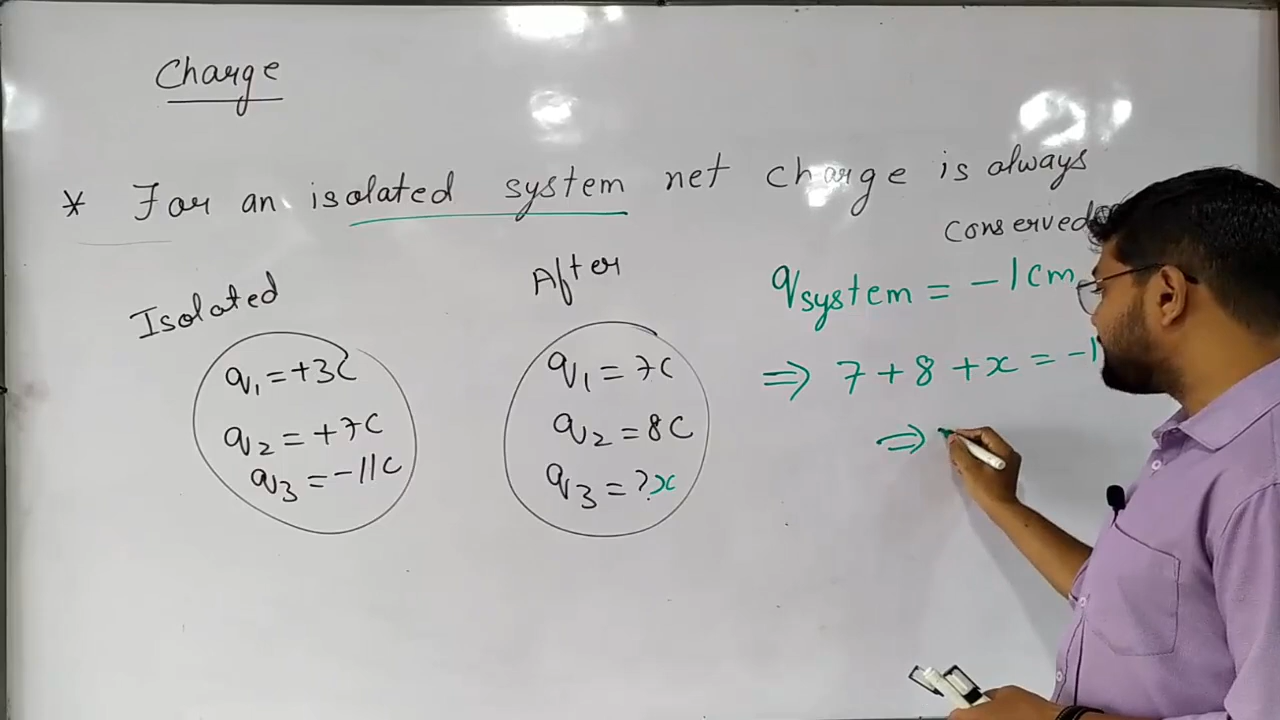 Charge
* For an isolated system net charge is always
conserved
Isolated
q₁ = +3C
q₂ = +7C
q₃ = -11C
After
q₁ = 7C
q₂ = 8C
q₃ = ? x
qsystem = -1cm
⇒ 7 + 8 + x = -1
⇒